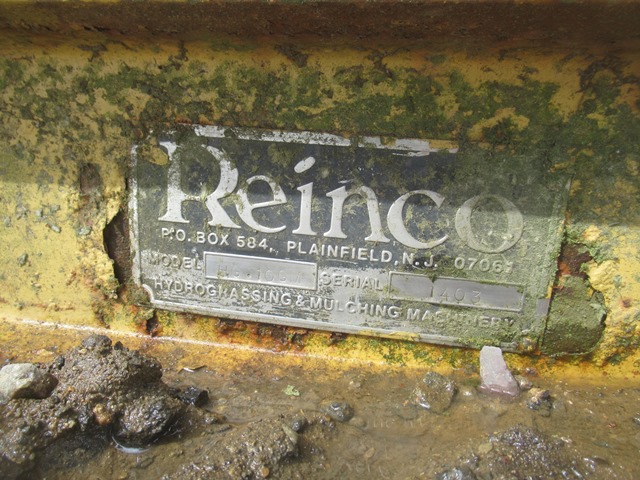 Reinco
P.O. BOX 584, PLAINFIELD, N.J. 07061
MODEL SERIAL
HYDROGRASSING & MULCHING MACHINERY